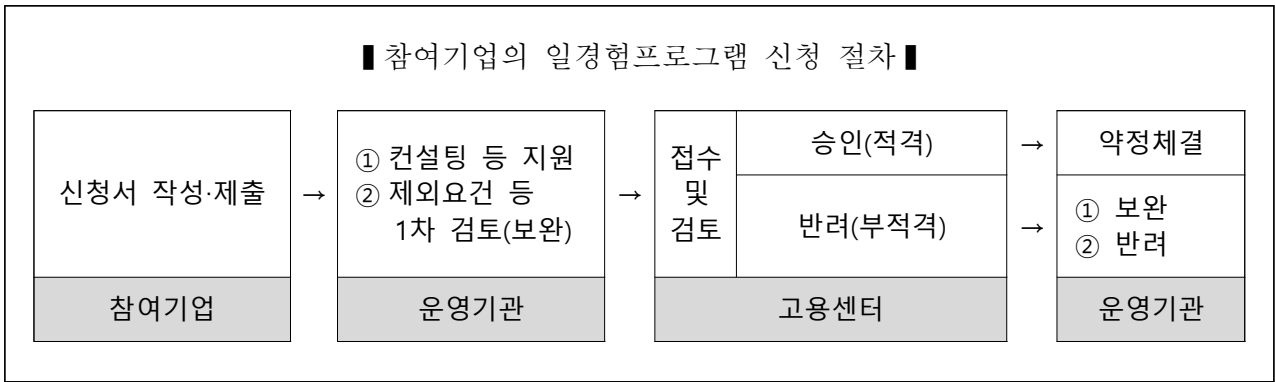 ▌참여기업의 일경험프로그램 신청 절차▐
신청서 작성·제출
→
① 컨설팅 등 지원
② 제외요건 등
1차 검토(보완)
→
접수
및
검토
승인(적격)
→
약정체결
반려(부적격)
→
① 보완
② 반려
참여기업
운영기관
고용센터
운영기관